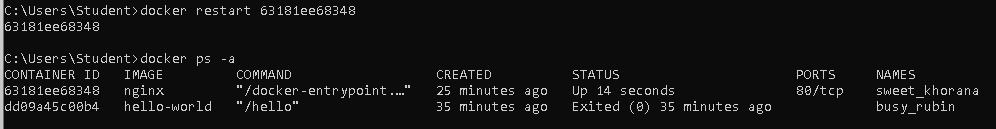 C:\Users\Student>docker restart 63181ee68348
63181ee68348
C:\Users\Student>docker ps -a
CONTAINER ID   IMAGE         COMMAND                  CREATED          STATUS                      PORTS     NAMES
63181ee68348   nginx         "/docker-entrypoint.…"   25 minutes ago   Up 14 seconds               80/tcp    sweet_khorana
dd09a45c00b4   hello-world   "/hello"                 35 minutes ago   Exited (0) 35 minutes ago             busy_rubin